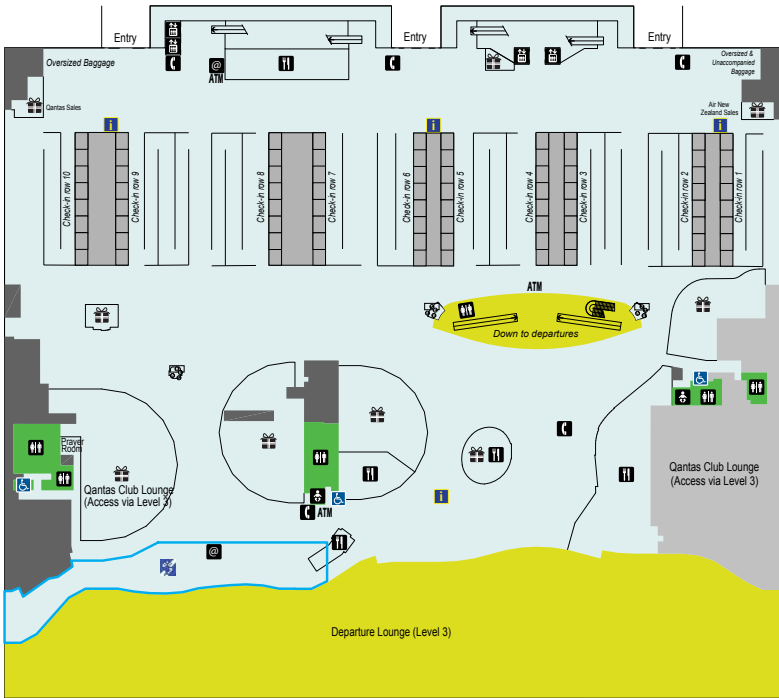 Entry
Entry
Entry
Oversized Baggage
@
ATM
Oversized &
Unaccompanied
Baggage
Qantas Sales
Air New
Zealand Sales
i
i
i
Check-in row 10
Check-in row 9
Check-in row 8
Check-in row 7
Check-in row 6
Check-in row 5
Check-in row 4
Check-in row 3
Check-in row 2
Check-in row 1
ATM
Down to departures
Prayer
Room
Qantas Club Lounge
(Access via Level 3)
Qantas Club Lounge
(Access via Level 3)
i
ATM
@
Departure Lounge (Level 3)